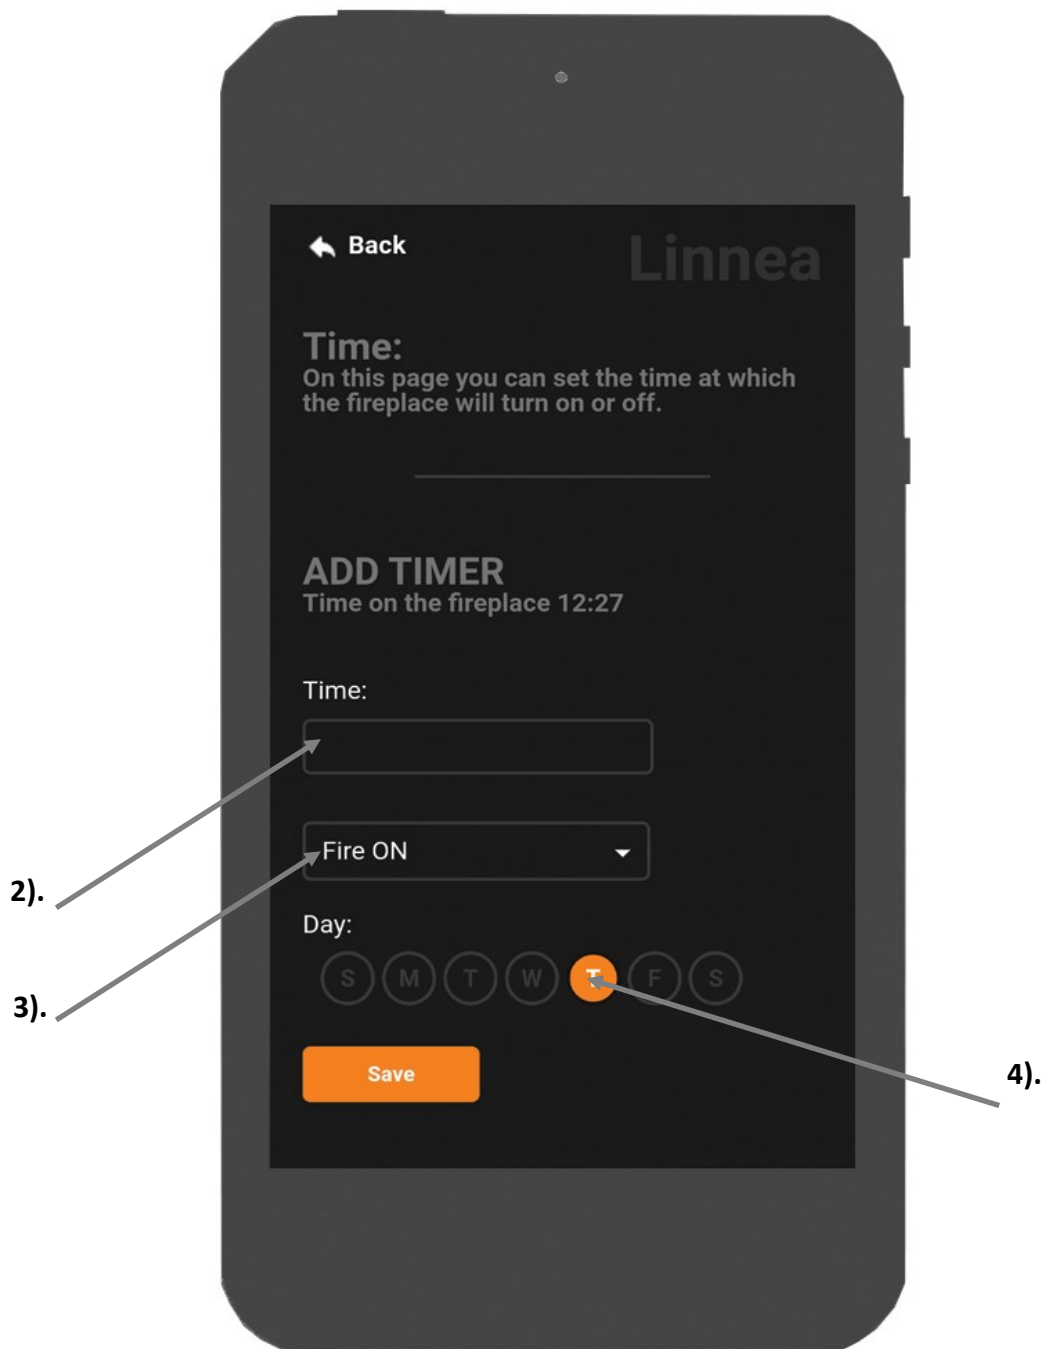 Back
Linnea
Time:
On this page you can set the time at which
the fireplace will turn on or off.
ADD TIMER
Time on the fireplace 12:27
Time:
2).
Fire ON
3).
Day:
S M T W T F S
Save
4).